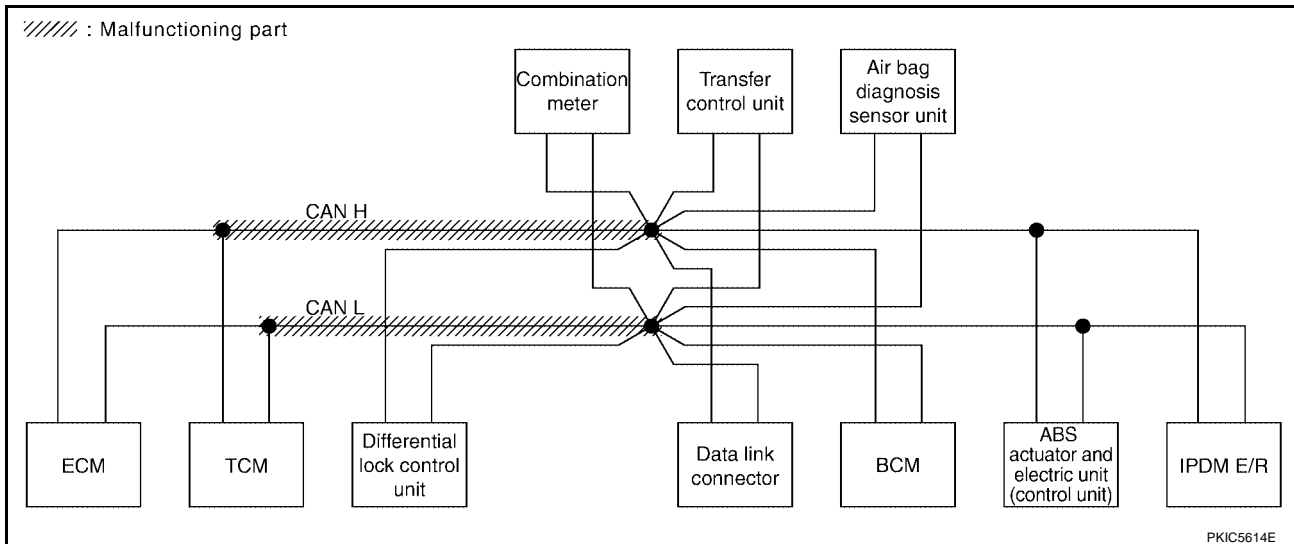 : Malfunctioning part
Combination
meter
Transfer
control unit
Air bag
diagnosis
sensor unit
CAN H
CAN L
ECM
TCM
Differential
lock control
unit
Data link
connector
BCM
ABS
actuator and
electric unit
(control unit)
IPDM E/R
PKIC5614E